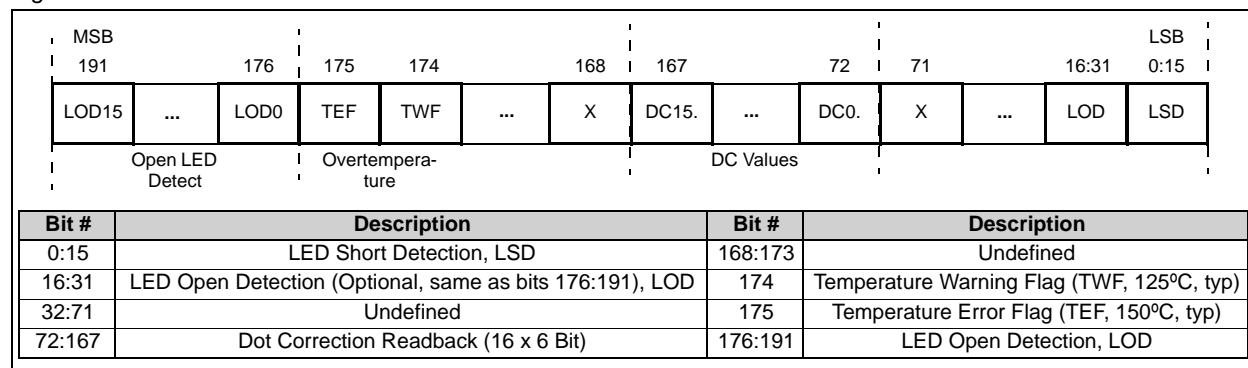 MSB LSB
191 176 175 174 168 167 72 71 16:31 0:15
LOD15 ... LOD0 TEF TWF ... X DC15. ... DC0. X ... LOD LSD
Open LED Detect
Overtempera-
ture
DC Values
Bit # Description Bit # Description
0:15 LED Short Detection, LSD 168:173 Undefined
16:31 LED Open Detection (Optional, same as bits 176:191), LOD 174 Temperature Warning Flag (TWF, 125ºC, typ)
32:71 Undefined 175 Temperature Error Flag (TEF, 150ºC, typ)
72:167 Dot Correction Readback (16 x 6 Bit) 176:191 LED Open Detection, LOD